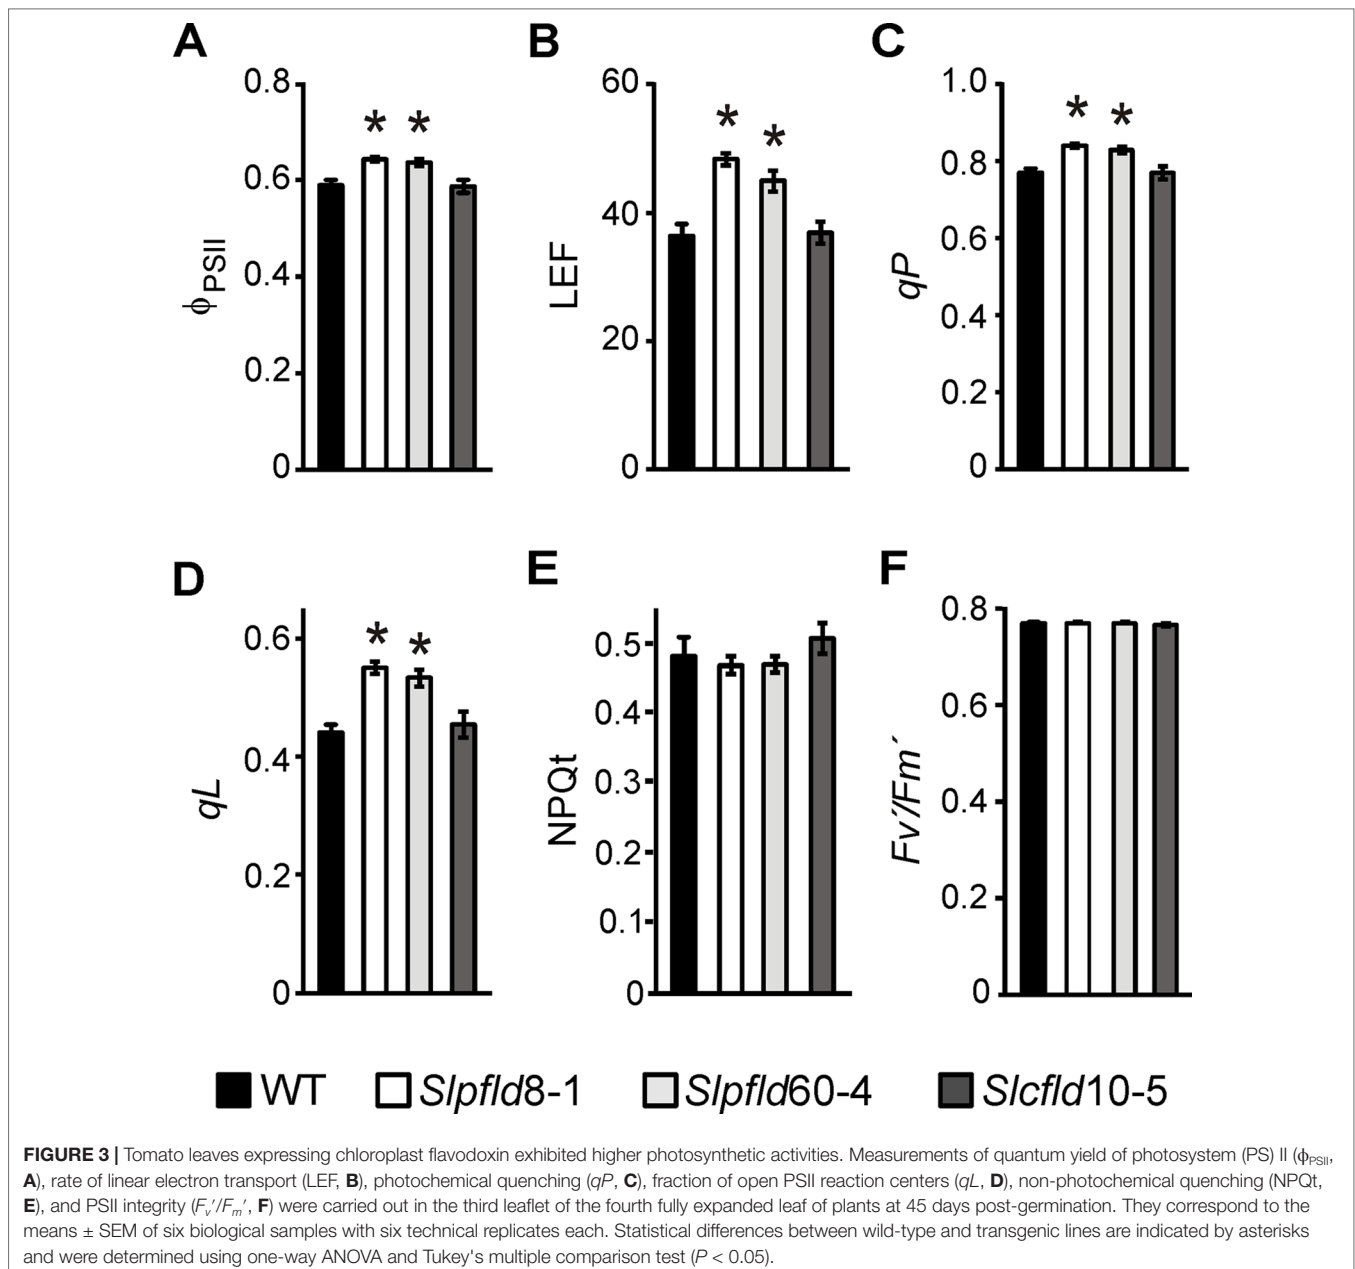 A
0.8
0.6
0.4
0.2
0
ϕPSII
* *
B
60
40
20
0
LEF
* *
C
1.0
0.8
0.6
0.4
0.2
0
qP
* *
D
0.6
0.4
0.2
0
qL
* *
E
0.5
0.4
0.3
0.2
0.1
0
NPQt
F
0.8
0.6
0.4
0.2
0
Fv´/Fm´
WT Slpfld8-1 Slpfld60-4 Slcfld10-5
FIGURE 3 | Tomato leaves expressing chloroplast flavodoxin exhibited higher photosynthetic activities. Measurements of quantum yield of photosystem (PS) II (ϕPSII,
A), rate of linear electron transport (LEF, B), photochemical quenching (qP, C), fraction of open PSII reaction centers (qL, D), non-photochemical quenching (NPQt,
E), and PSII integrity (Fv′/Fm′, F) were carried out in the third leaflet of the fourth fully expanded leaf of plants at 45 days post-germination. They correspond to the
means ± SEM of six biological samples with six technical replicates each. Statistical differences between wild-type and transgenic lines are indicated by asterisks
and were determined using one-way ANOVA and Tukey's multiple comparison test (P < 0.05).